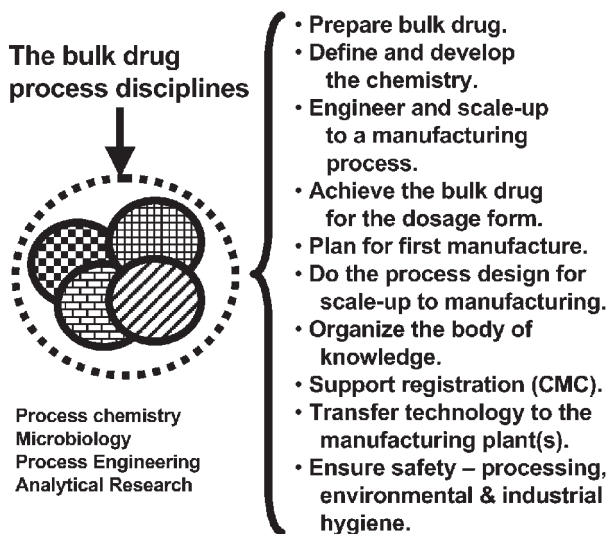 The bulk drug
process disciplines
Process chemistry
Microbiology
Process Engineering
Analytical Research
• Prepare bulk drug.
• Define and develop
the chemistry.
• Engineer and scale-up
to a manufacturing
process.
• Achieve the bulk drug
for the dosage form.
• Plan for first manufacture.
• Do the process design for
scale-up to manufacturing.
• Organize the body of
knowledge.
• Support registration (CMC).
• Transfer technology to the
manufacturing plant(s).
• Ensure safety – processing,
environmental & industrial
hygiene.